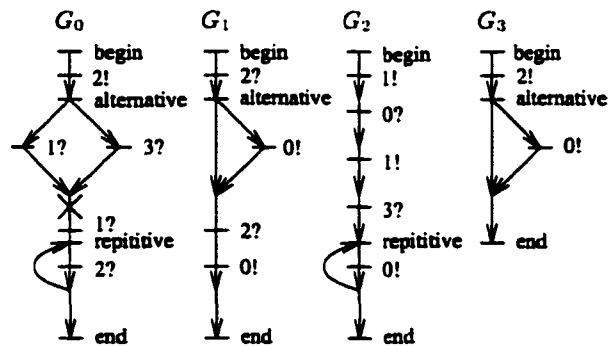 G0 G1 G2 G3
begin begin begin begin
2! 2? 1! 2!
alternative alternative 0? alternative
1? 3? 0! 1! 0!
3?
1? 2?
repititive repititive end
2? 0! 0!
end end end